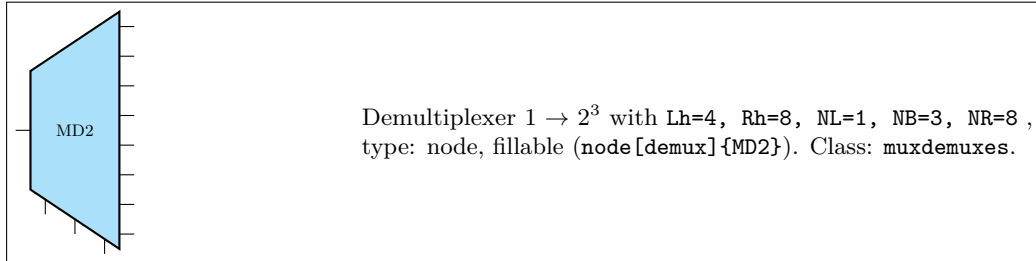 MD2
Demultiplexer 1 → 2³ with Lh=4, Rh=8, NL=1, NB=3, NR=8 ,
type: node, fillable (node[demux]{MD2}). Class: muxdemuxes.